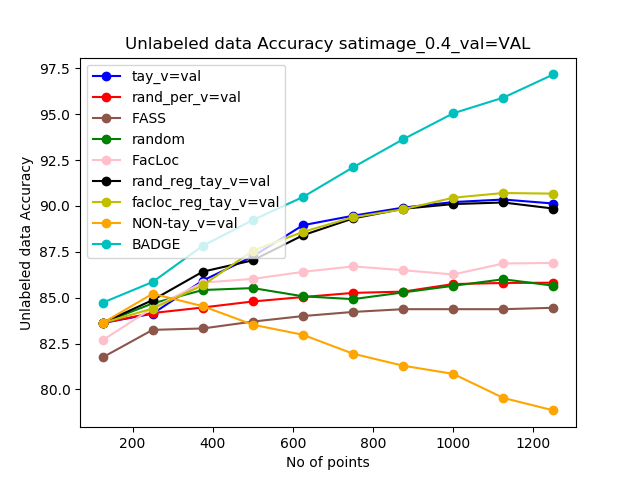 Unlabeled data Accuracy satimage_0.4_val=VAL
97.5
95.0
92.5
90.0
87.5
85.0
82.5
80.0
Unlabeled data Accuracy
tay_v=val
rand_per_v=val
FASS
random
FacLoc
rand_reg_tay_v=val
facloc_reg_tay_v=val
NON-tay_v=val
BADGE
200 400 600 800 1000 1200
No of points